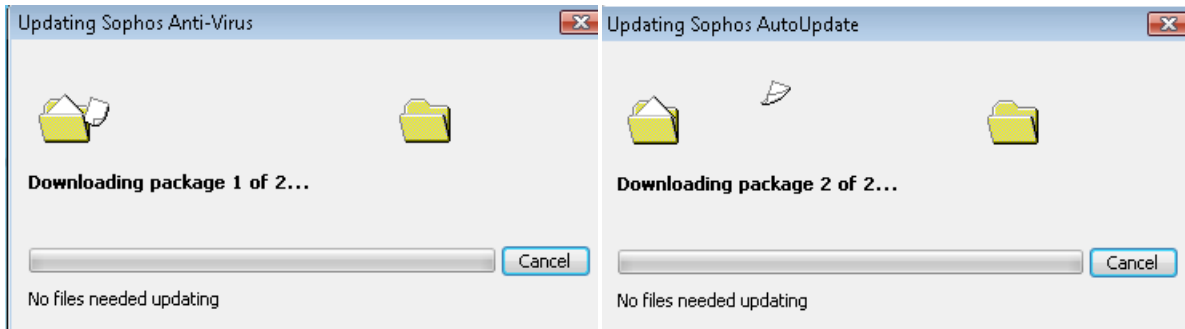 Updating Sophos Anti-Virus
Downloading package 1 of 2...
Cancel
No files needed updating
Updating Sophos AutoUpdate
Downloading package 2 of 2...
Cancel
No files needed updating